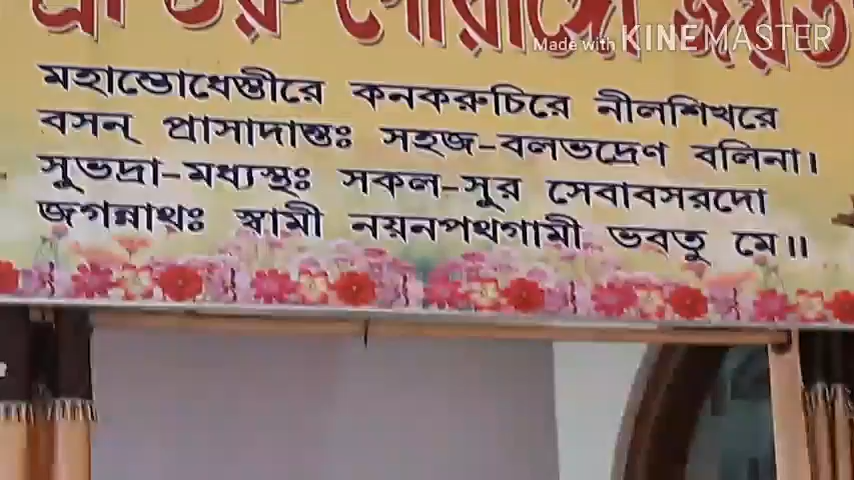 শ্রী গুরু গৌরাঙ্গো জয়ত
Made with KINEMASTER
মহাম্ভোধেস্তীরে কনকরুচিরে নীলশিখরে
বসন্ প্রাসাদান্তঃ সহজ-বলভদ্রেণ বলিনা।
সুভদ্রা-মধ্যস্থঃ সকল-সুর সেবাবসরদো
জগন্নাথঃ স্বামী নয়নপথগামী ভবতু মে॥